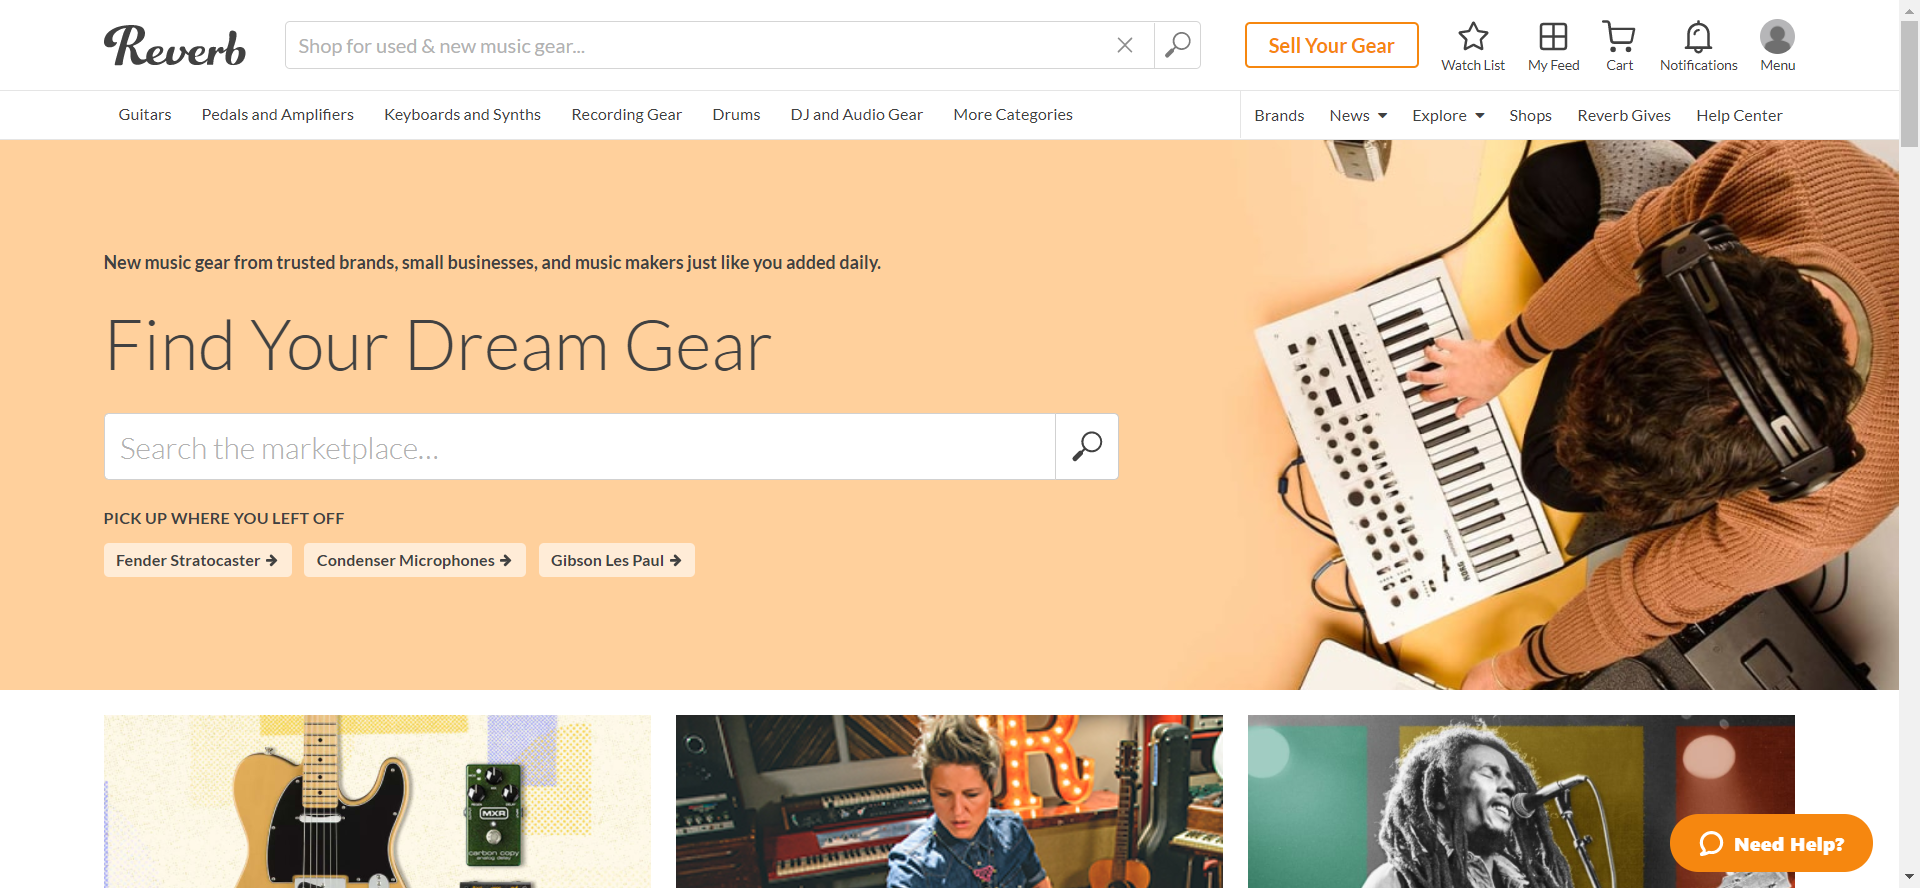 Reverb
Shop for used & new music gear...
Sell Your Gear
Watch List
My Feed
Cart
Notifications
Menu
Guitars
Pedals and Amplifiers
Keyboards and Synths
Recording Gear
Drums
DJ and Audio Gear
More Categories
Brands
News
Explore
Shops
Reverb Gives
Help Center
New music gear from trusted brands, small businesses, and music makers just like you added daily.
Find Your Dream Gear
Search the marketplace...
PICK UP WHERE YOU LEFT OFF
Fender Stratocaster
Condenser Microphones
Gibson Les Paul
KORG
MXR
carbon copy
analog delay
R
Need Help?